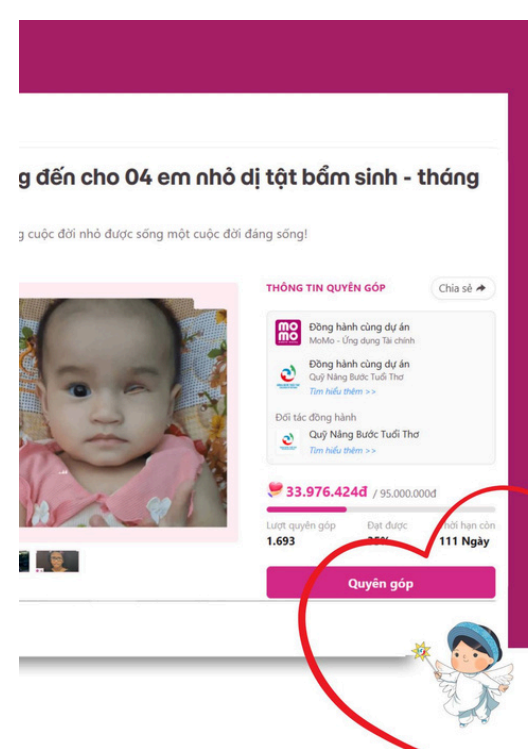 g đến cho 04 em nhỏ dị tật bẩm sinh - tháng
g cuộc đời nhỏ được sống một cuộc đời đáng sống!
THÔNG TIN QUYÊN GÓP
Chia sẻ
mo
mo
Đồng hành cùng dự án
MoMo - Ứng dụng Tài chính
Đồng hành cùng dự án
Quỹ Nâng Bước Tuổi Thơ
Tìm hiểu thêm >>
Đối tác đồng hành
Quỹ Nâng Bước Tuổi Thơ
Tìm hiểu thêm >>
33.976.424đ / 95.000.000đ
Lượt quyên góp
Đạt được
Thời hạn còn
1.693
111 Ngày
Quyên góp